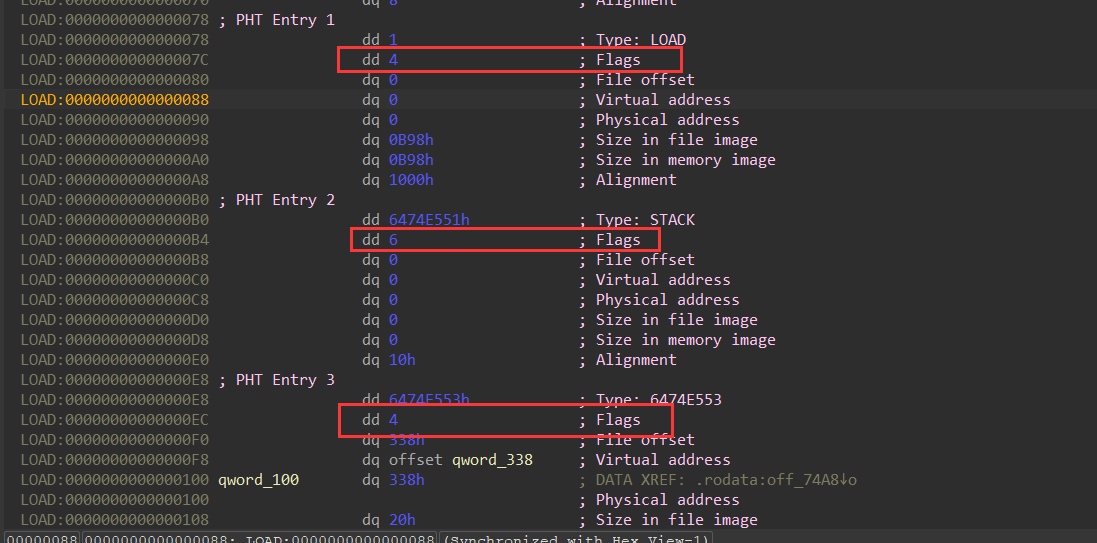 LOAD:0000000000000070 dq 8 ; Alignment
LOAD:0000000000000078 ; PHT Entry 1
LOAD:0000000000000078 dd 1 ; Type: LOAD
LOAD:000000000000007C dd 4 ; Flags
LOAD:0000000000000080 dq 0 ; File offset
LOAD:0000000000000088 dq 0 ; Virtual address
LOAD:0000000000000090 dq 0 ; Physical address
LOAD:0000000000000098 dq 0B98h ; Size in file image
LOAD:00000000000000A0 dq 0B98h ; Size in memory image
LOAD:00000000000000A8 dq 1000h ; Alignment
LOAD:00000000000000B0 ; PHT Entry 2
LOAD:00000000000000B0 dd 6474E551h ; Type: STACK
LOAD:00000000000000B4 dd 6 ; Flags
LOAD:00000000000000B8 dq 0 ; File offset
LOAD:00000000000000C0 dq 0 ; Virtual address
LOAD:00000000000000C8 dq 0 ; Physical address
LOAD:00000000000000D0 dq 0 ; Size in file image
LOAD:00000000000000D8 dq 0 ; Size in memory image
LOAD:00000000000000E0 dq 10h ; Alignment
LOAD:00000000000000E8 ; PHT Entry 3
LOAD:00000000000000E8 dd 6474E553h ; Type: 6474E553
LOAD:00000000000000EC dd 4 ; Flags
LOAD:00000000000000F0 dq 338h ; File offset
LOAD:00000000000000F8 dq offset qword_338 ; Virtual address
LOAD:0000000000000100 qword_100 dq 338h ; DATA XREF: .rodata:off_74A8↓o
LOAD:0000000000000100 ; Physical address
LOAD:0000000000000108 dq 20h ; Size in file image
00000088 0000000000000088: LOAD:0000000000000088 (Synchronized with Hex View-1)